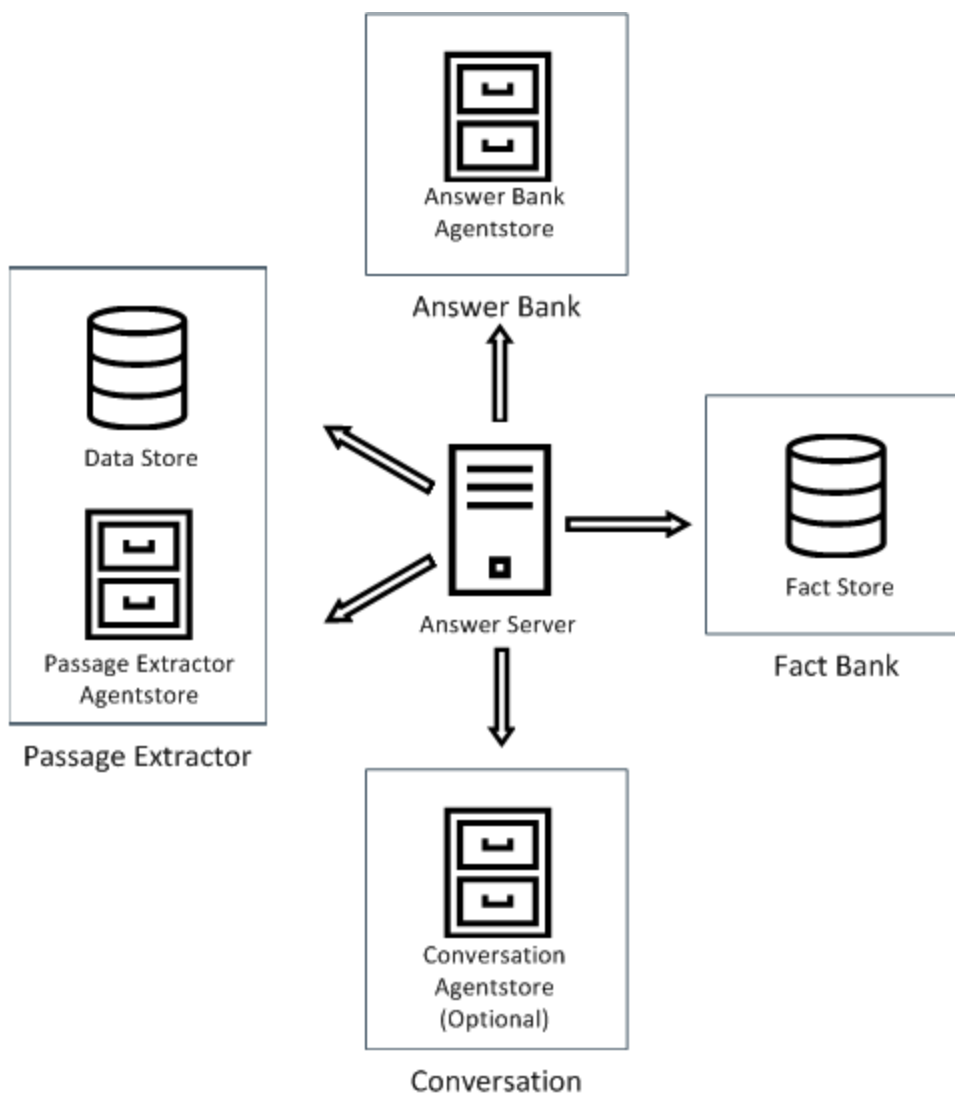 Answer Bank
Agentstore
Answer Bank
Data Store
Passage Extractor
Agentstore
Passage Extractor
Answer Server
Fact Store
Fact Bank
Conversation
Agentstore
(Optional)
Conversation